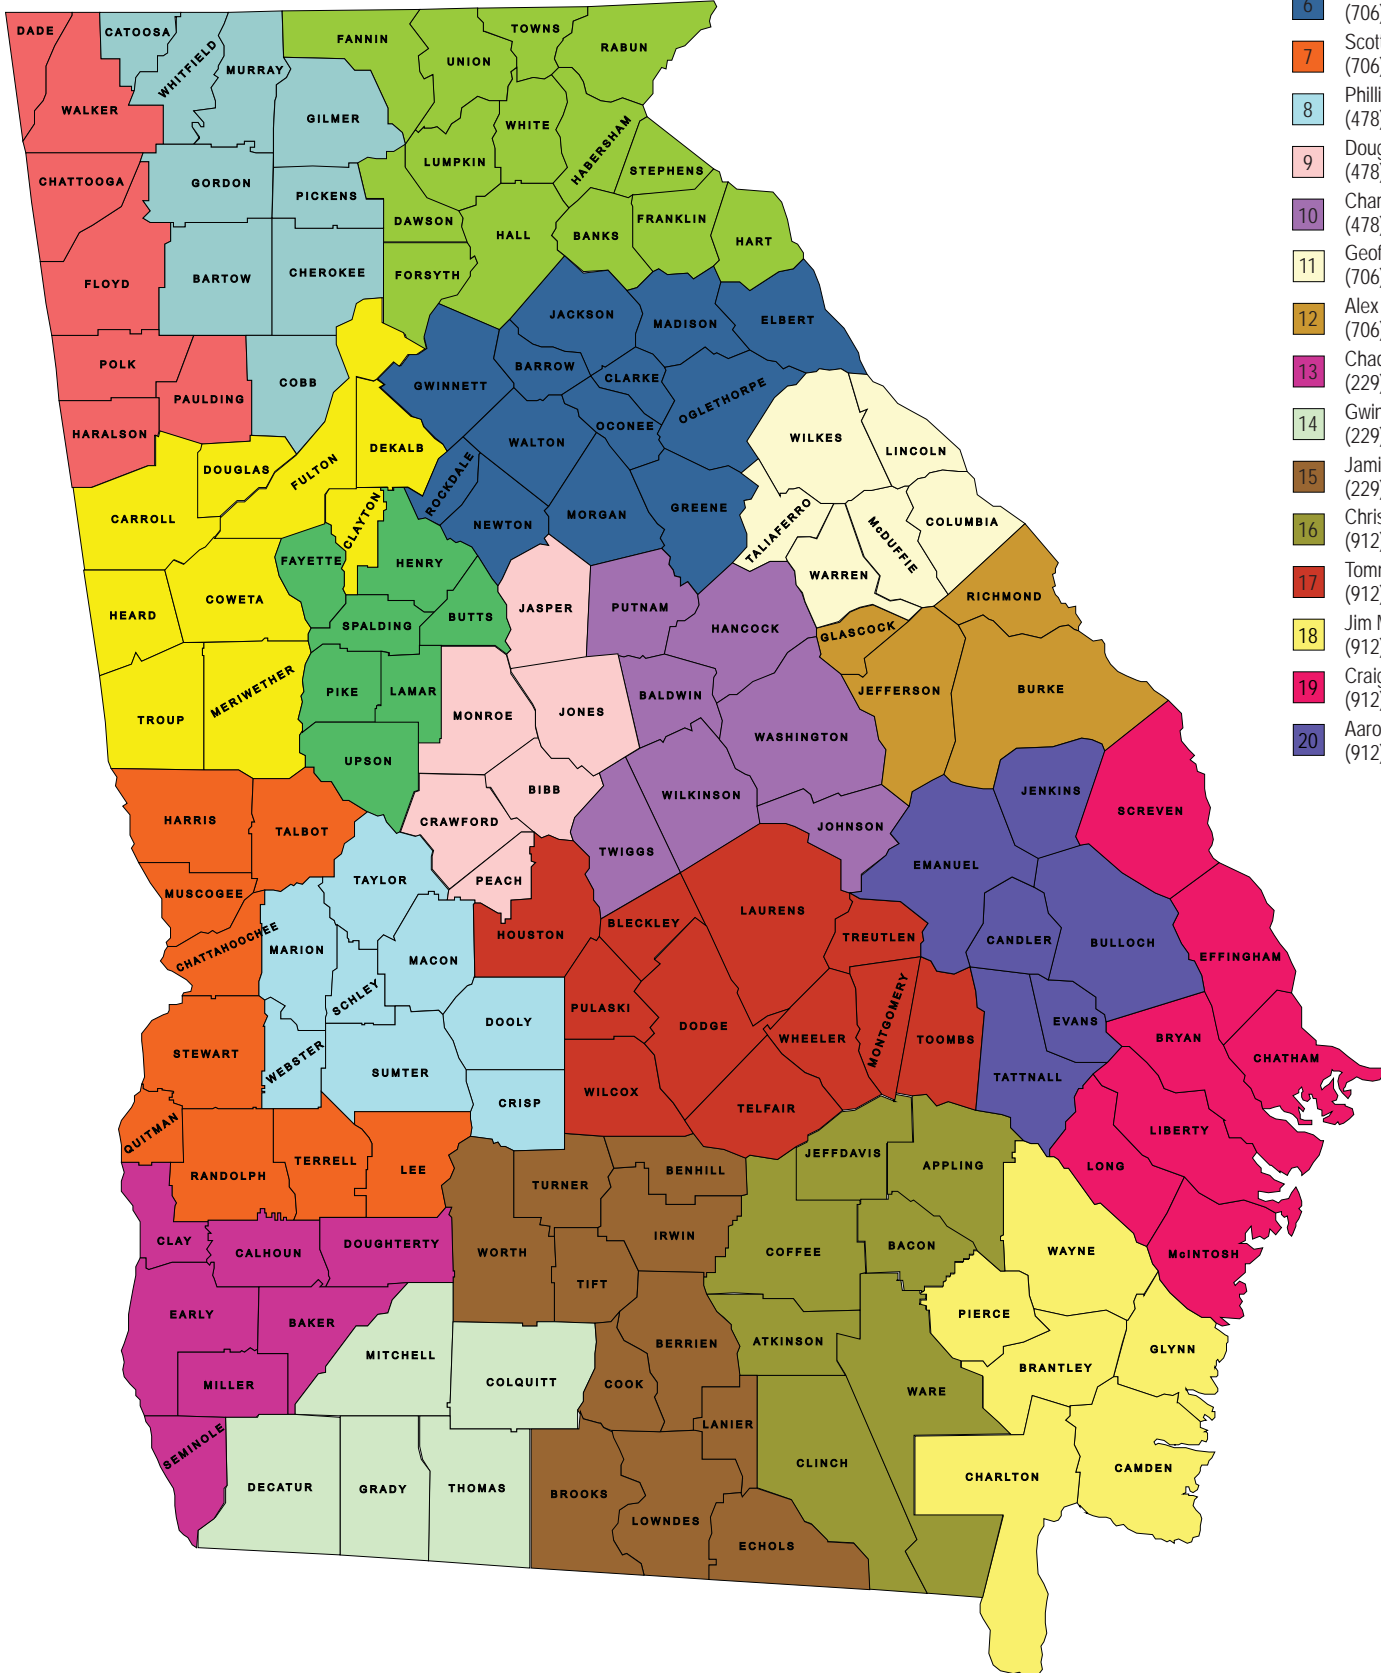 DADE
CATOOSA
WHITFIELD
MURRAY
FANNIN
UNION
TOWNS
RABUN
WALKER
GILMER
LUMPKIN
WHITE
HABERSHAM
STEPHENS
CHATTOOGA
GORDON
PICKENS
DAWSON
HALL
BANKS
FRANKLIN
HART
FLOYD
BARTOW
CHEROKEE
FORSYTH
JACKSON
MADISON
ELBERT
POLK
PAULDING
COBB
GWINNETT
BARROW
CLARKE
OGLETHORPE
HARALSON
DOUGLAS
FULTON
DEKALB
ROCKDALE
WALTON
OCONEE
WILKES
LINCOLN
CARROLL
CLAYTON
NEWTON
MORGAN
GREENE
TALIAFERRO
McDUFFIE
COLUMBIA
FAYETTE
HENRY
WARREN
HEARD
COWETA
SPALDING
BUTTS
JASPER
PUTNAM
HANCOCK
GLASCOCK
RICHMOND
TROUP
MERIWETHER
PIKE
LAMAR
MONROE
JONES
BALDWIN
WASHINGTON
JEFFERSON
BURKE
UPSON
BIBB
WILKINSON
JENKINS
SCREVEN
HARRIS
TALBOT
CRAWFORD
TWIGGS
JOHNSON
EMANUEL
MUSCOGEE
TAYLOR
PEACH
CHATTAHOOCHEE
MARION
MACON
HOUSTON
BLECKLEY
LAURENS
TREUTLEN
CANDLER
BULLOCH
EFFINGHAM
SCHLEY
DOOLY
PULASKI
DODGE
WHEELER
MONTGOMERY
TOOMBS
EVANS
BRYAN
CHATHAM
STEWART
WEBSTER
SUMTER
CRISP
WILCOX
TELFAIR
TATTNALL
LIBERTY
QUITMAN
RANDOLPH
TERRELL
LEE
TURNER
BENHILL
JEFFDAVIS
APPLING
LONG
CLAY
CALHOUN
DOUGHTERTY
WORTH
IRWIN
COFFEE
BACON
WAYNE
McINTOSH
EARLY
BAKER
TIFT
MITCHELL
BERRIEN
ATKINSON
PIERCE
BRANTLEY
GLYNN
MILLER
COLQUITT
COOK
WARE
SEMINOLE
LANIER
CLINCH
CHARLTON
CAMDEN
DECATUR
GRADY
THOMAS
BROOKS
LOWNDES
ECHOLS
6
(706)
7 Scott
(706)
8 Philli
(478)
9 Doug
(478)
10 Char
(478)
11 Geof
(706)
12 Alex
(706)
13 Chad
(229)
14 Gwin
(229)
15 Jami
(229)
16 Chris
(912)
17 Tomm
(912)
18 Jim M
(912)
19 Craig
(912)
20 Aaro
(912)